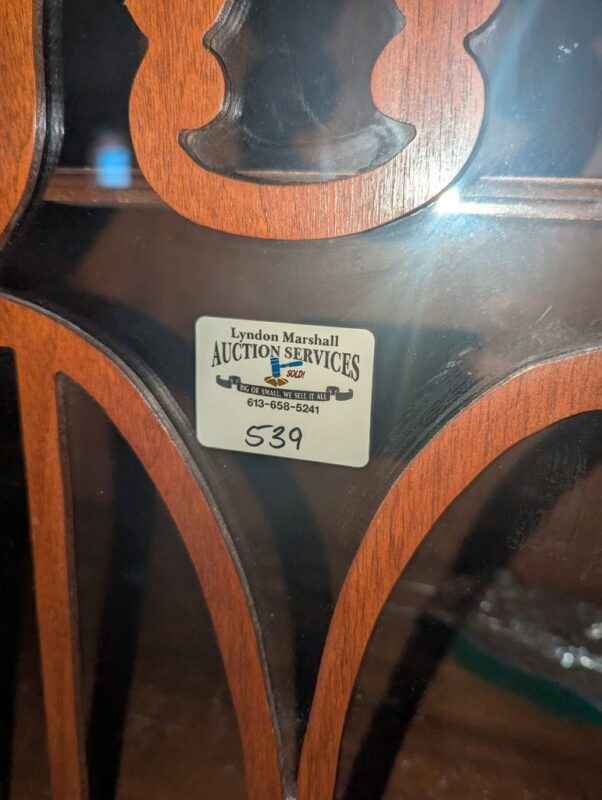 Lyndon Marshall
AUCTION SERVICES
SOLD!
BIG OR SMALL, WE SELL IT ALL
613-658-5241
539